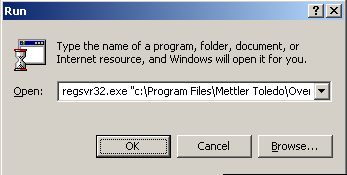 Run
Type the name of a program, folder, document, or
Internet resource, and Windows will open it for you.
Open: regsvr32.exe "c:\Program Files\Mettler Toledo\Over
OK Cancel Browse...